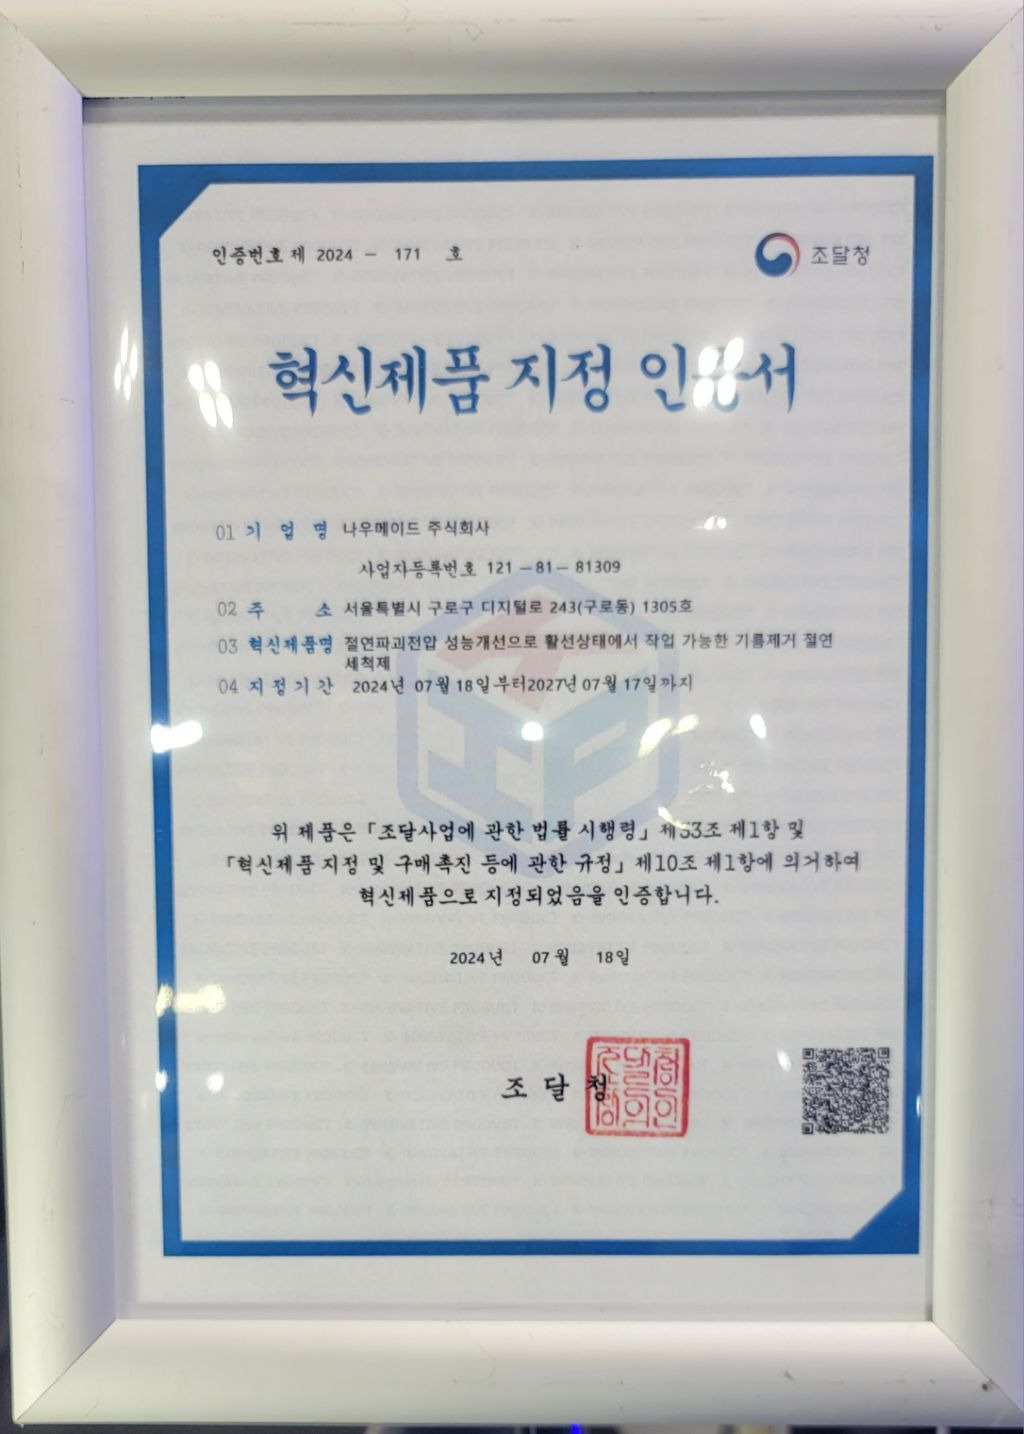 인증번호 제 2024 - 171 호
조달청
혁신제품 지정 인증서
01 기 업 명 나우메이드 주식회사
사업자등록번호 121 - 81 - 81309
02 주 소 서울특별시 구로구 디지털로 243(구로동) 1305호
03 혁신제품명 절연파괴전압 성능개선으로 활선상태에서 작업 가능한 기름제거 절연
세척제
04 지정기간 2024년 07월 18일부터2027년 07월 17일까지
위 제품은 「조달사업에 관한 법률 시행령」 제33조 제1항 및
「혁신제품 지정 및 구매촉진 등에 관한 규정」 제10조 제1항에 의거하여
혁신제품으로 지정되었음을 인증합니다.
2024년 07월 18일
조 달 청